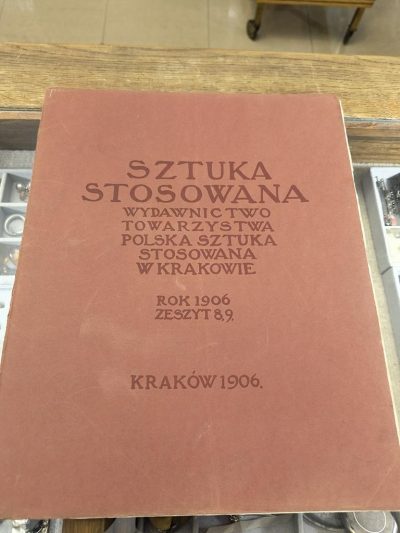 SZTUKA
STOSOWANA
WYDAWNICTWO
TOWARZYSTWA
POLSKA SZTUKA
STOSOWANA
W KRAKOWIE
ROK 1906
ZESZYT 8,9.
KRAKÓW 1906.